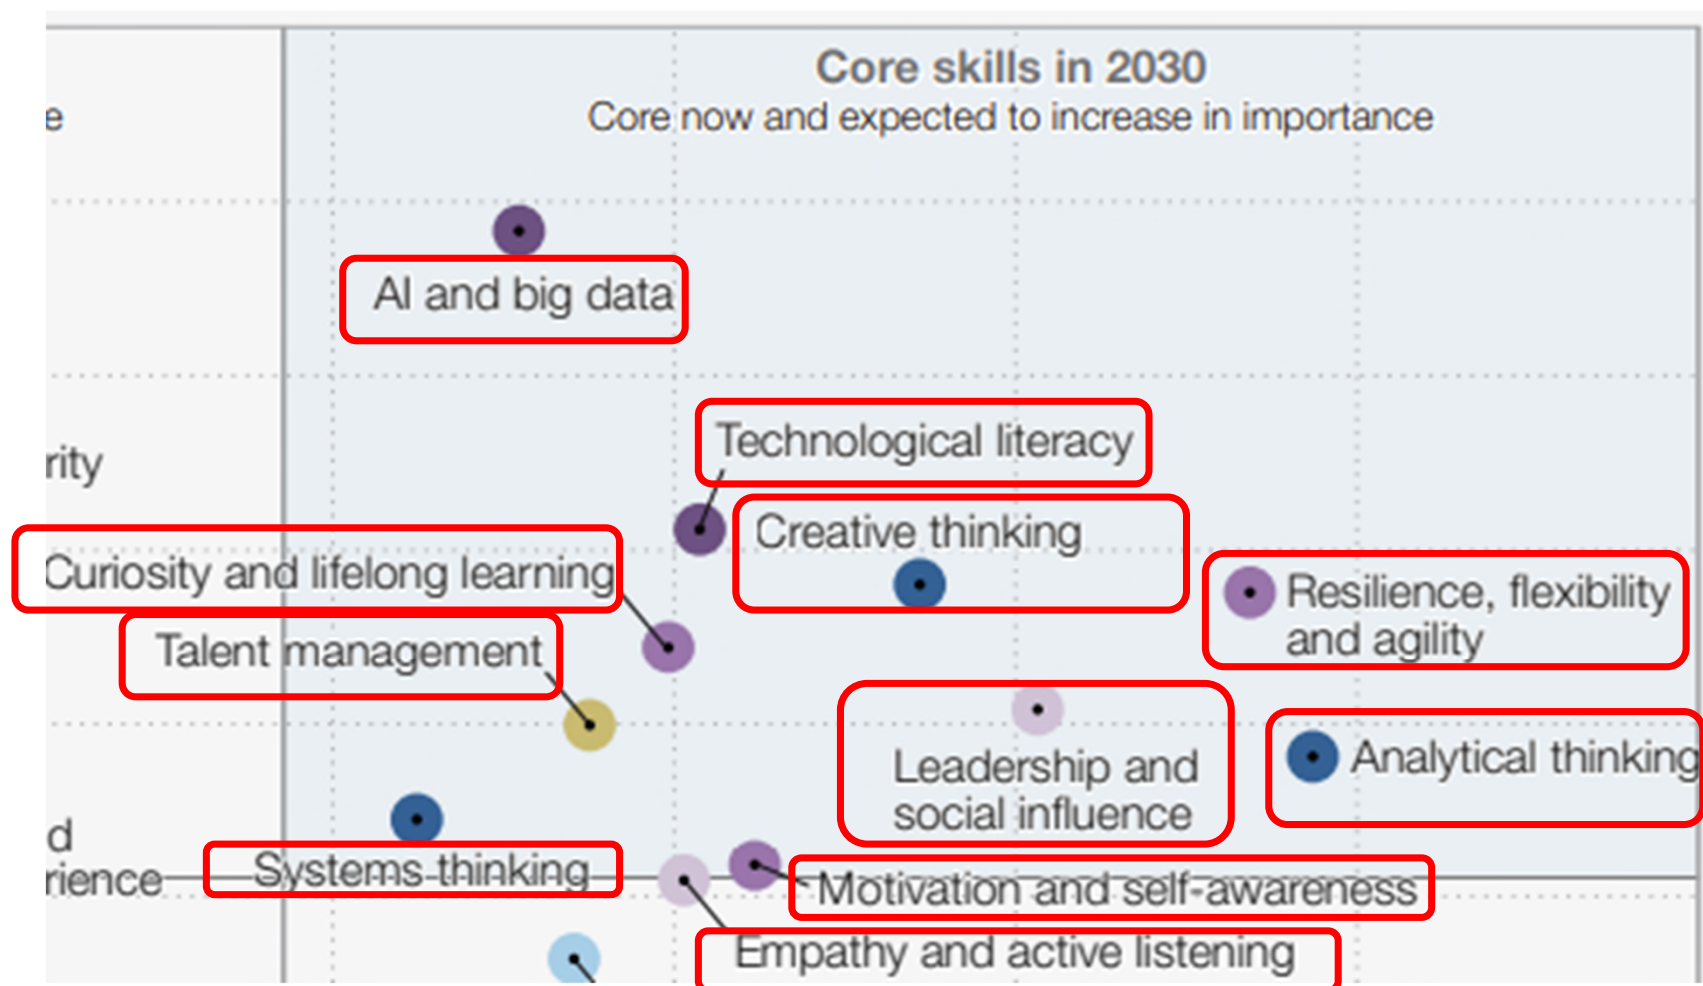 Core skills in 2030
e
Core now and expected to increase in importance
AI and big data
Technological literacy
rity
Creative thinking
Curiosity and lifelong learning
Resilience, flexibility
and agility
Talent management
Leadership and
social influence
Analytical thinking
d
rience
Systems thinking
Motivation and self-awareness
Empathy and active listening